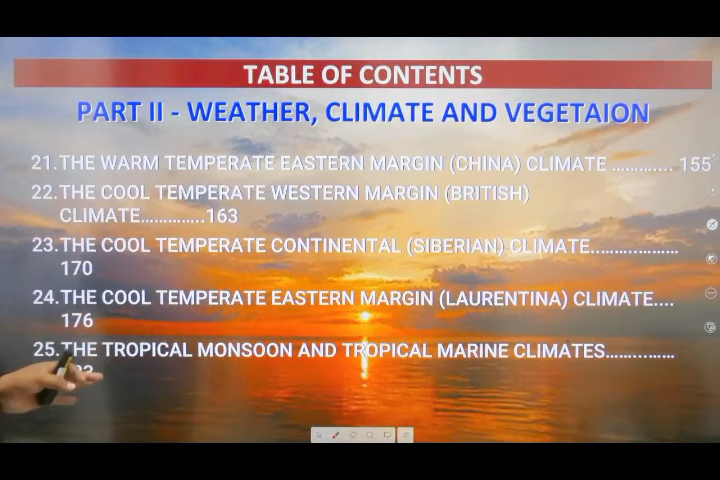 TABLE OF CONTENTS
PART II - WEATHER, CLIMATE AND VEGETAION
21.THE WARM TEMPERATE EASTERN MARGIN (CHINA) CLIMATE ............. 155
22.THE COOL TEMPERATE WESTERN MARGIN (BRITISH)
CLIMATE..............163
23.THE COOL TEMPERATE CONTINENTAL (SIBERIAN) CLIMATE..................
170
24.THE COOL TEMPERATE EASTERN MARGIN (LAURENTINA) CLIMATE....
176
25.THE TROPICAL MONSOON AND TROPICAL MARINE CLIMATES...............